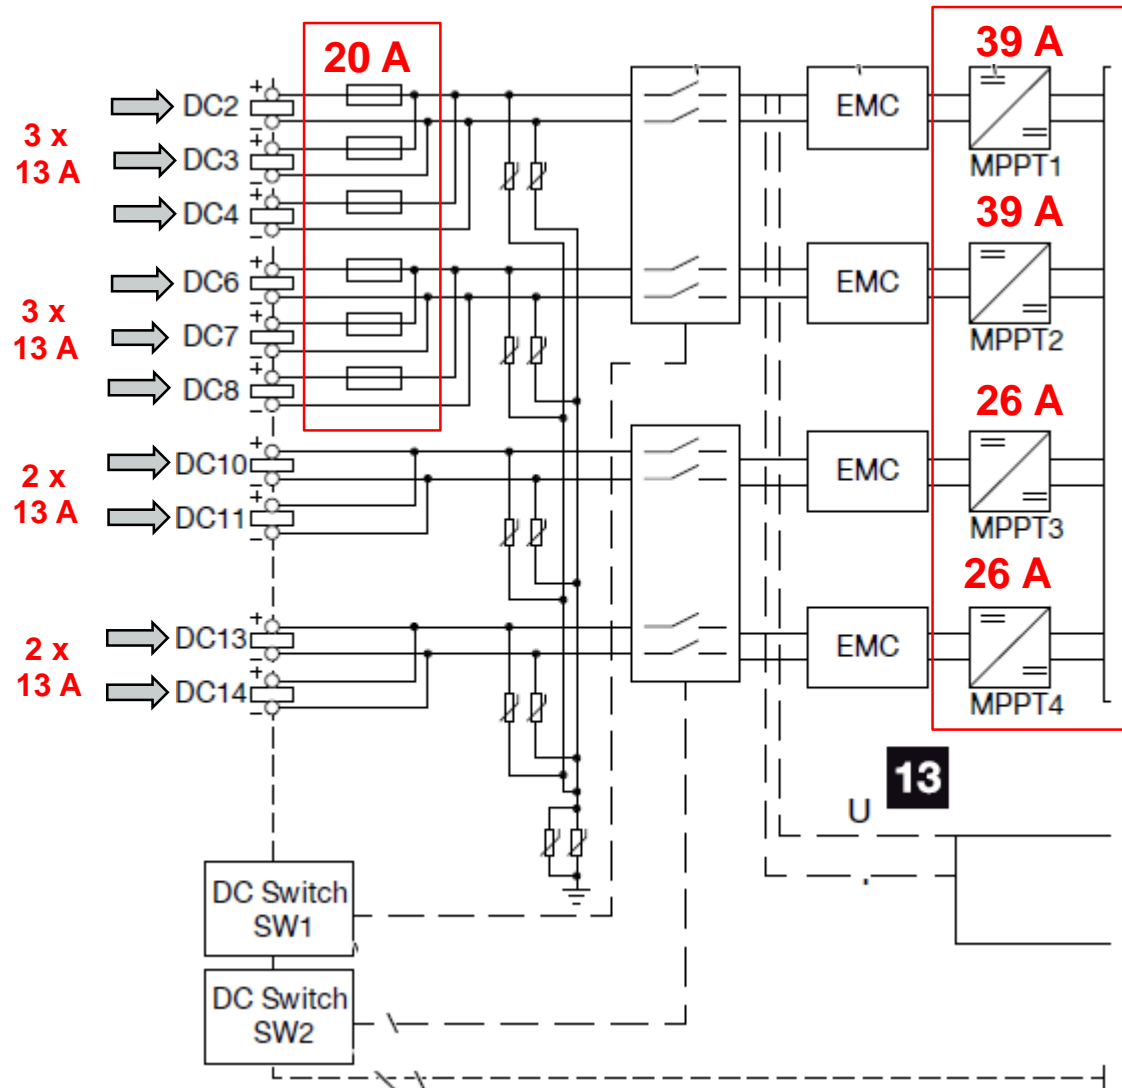 20 A
39 A
+
DC2
−
EMC
3 x
13 A
+
DC3
−
MPPT1
+
DC4
−
39 A
+
DC6
−
EMC
3 x
13 A
+
DC7
−
MPPT2
+
DC8
−
26 A
+
DC10
−
EMC
2 x
13 A
+
DC11
−
MPPT3
26 A
+
DC13
−
EMC
2 x
13 A
+
DC14
−
MPPT4
13
U
DC Switch
SW1
DC Switch
SW2